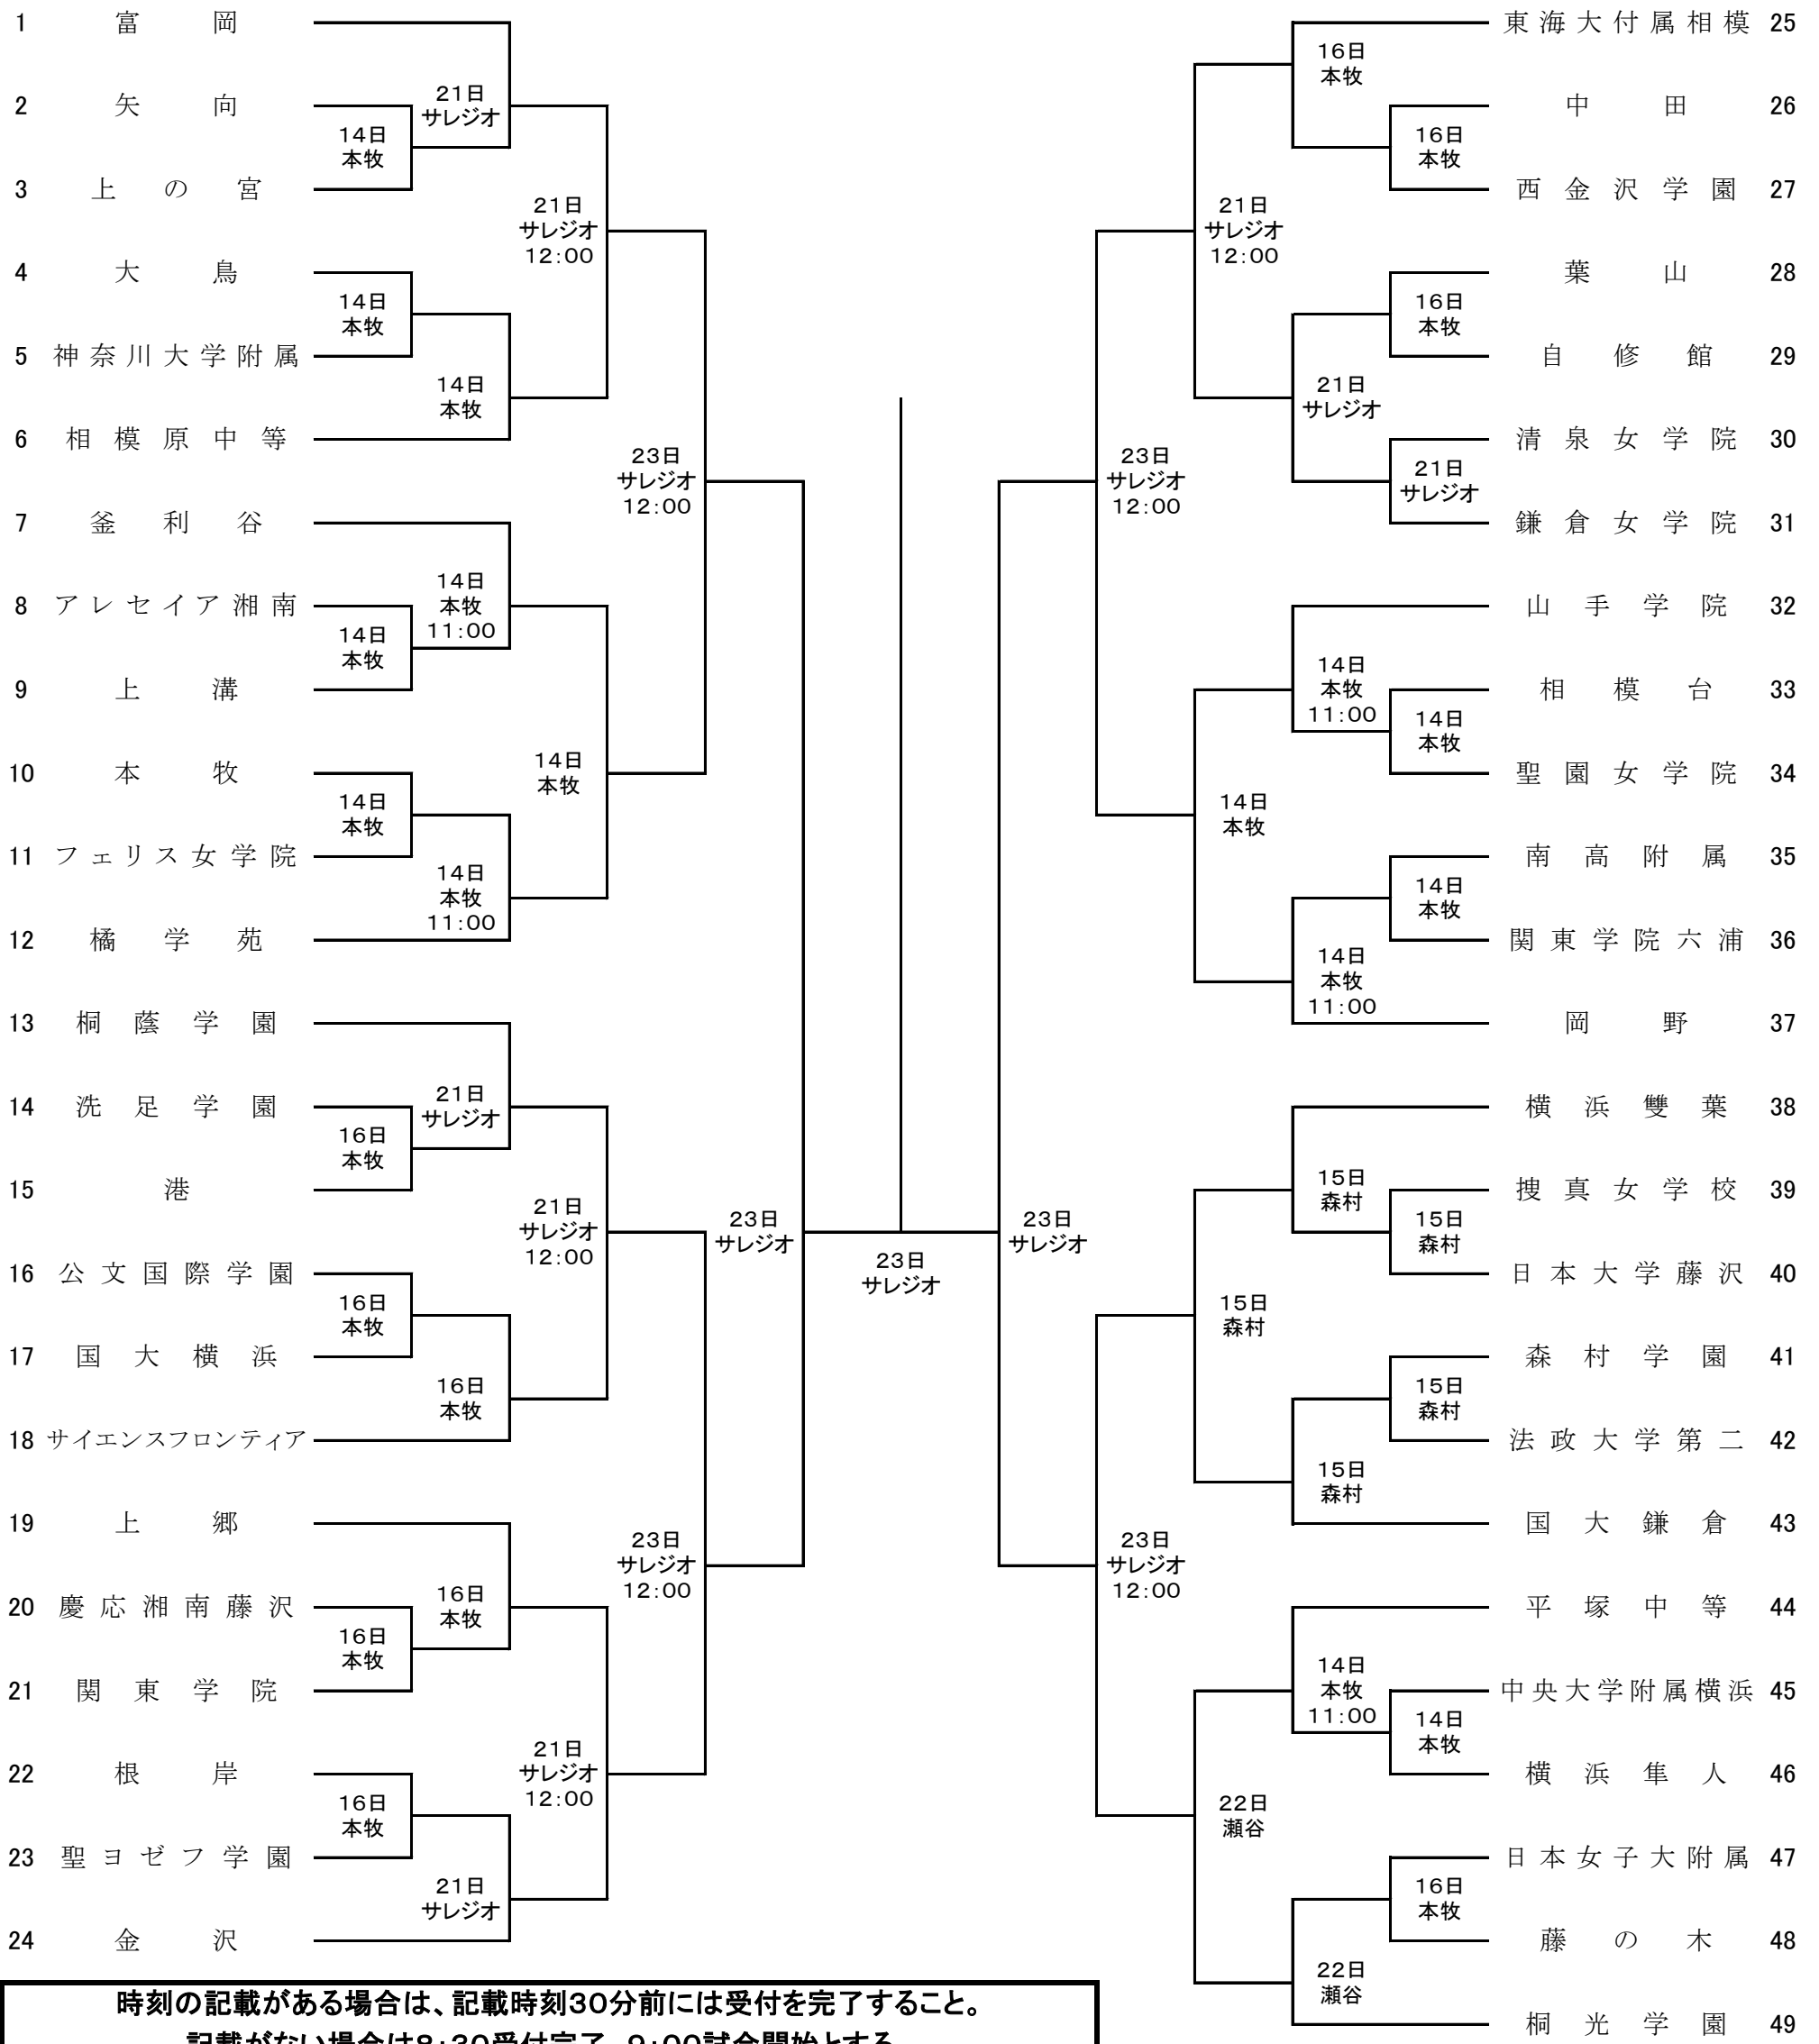 1 富岡
2 矢向
3 上の宮
4 大鳥
5 神奈川大学附属
6 相模原中等
7 釜利谷
8 アレセイア湘南
9 上溝
10 本牧
11 フェリス女学院
12 橘学苑
13 桐蔭学園
14 洗足学園
15 港
16 公文国際学園
17 国大横浜
18 サイエンスフロンティア
19 上郷
20 慶応湘南藤沢
21 関東学院
22 根岸
23 聖ヨゼフ学園
24 金沢
21日
サレジオ
14日
本牧
14日
本牧
14日
本牧
14日
本牧
11:00
14日
本牧
14日
本牧
14日
本牧
11:00
21日
サレジオ
16日
本牧
16日
本牧
16日
本牧
16日
本牧
16日
本牧
16日
本牧
21日
サレジオ
21日
サレジオ
12:00
14日
本牧
21日
サレジオ
12:00
21日
サレジオ
12:00
23日
サレジオ
12:00
23日
サレジオ
12:00
23日
サレジオ
23日
サレジオ
23日
サレジオ
23日
サレジオ
12:00
23日
サレジオ
12:00
21日
サレジオ
12:00
14日
本牧
15日
森村
22日
瀬谷
16日
本牧
16日
本牧
16日
本牧
21日
サレジオ
21日
サレジオ
14日
本牧
11:00
14日
本牧
14日
本牧
14日
本牧
11:00
15日
森村
15日
森村
15日
森村
15日
森村
14日
本牧
11:00
14日
本牧
16日
本牧
22日
瀬谷
東海大付属相模 25
中田 26
西金沢学園 27
葉山 28
自修館 29
清泉女学院 30
鎌倉女学院 31
山手学院 32
相模台 33
聖園女学院 34
南高附属 35
関東学院六浦 36
岡野 37
横浜雙葉 38
捜真女学校 39
日本大学藤沢 40
森村学園 41
法政大学第二 42
国大鎌倉 43
平塚中等 44
中央大学附属横浜 45
横浜隼人 46
日本女子大附属 47
藤の木 48
桐光学園 49
時刻の記載がある場合は、記載時刻30分前には受付を完了すること。
記載がない場合は8:30受付完了、9:00試合開始とする